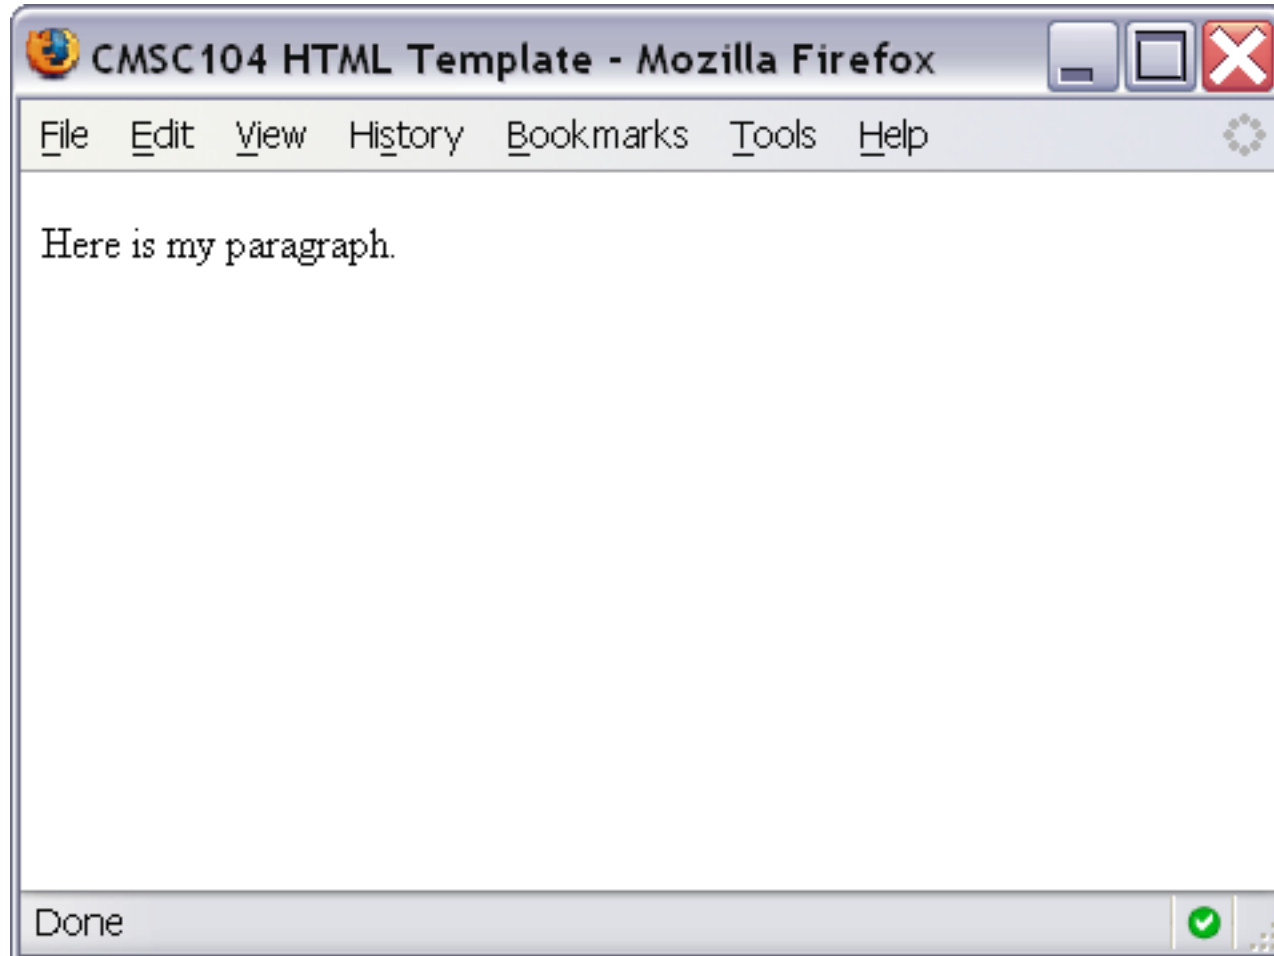 CMSC104 HTML Template - Mozilla Firefox
File Edit View History Bookmarks Tools Help
Here is my paragraph.
Done